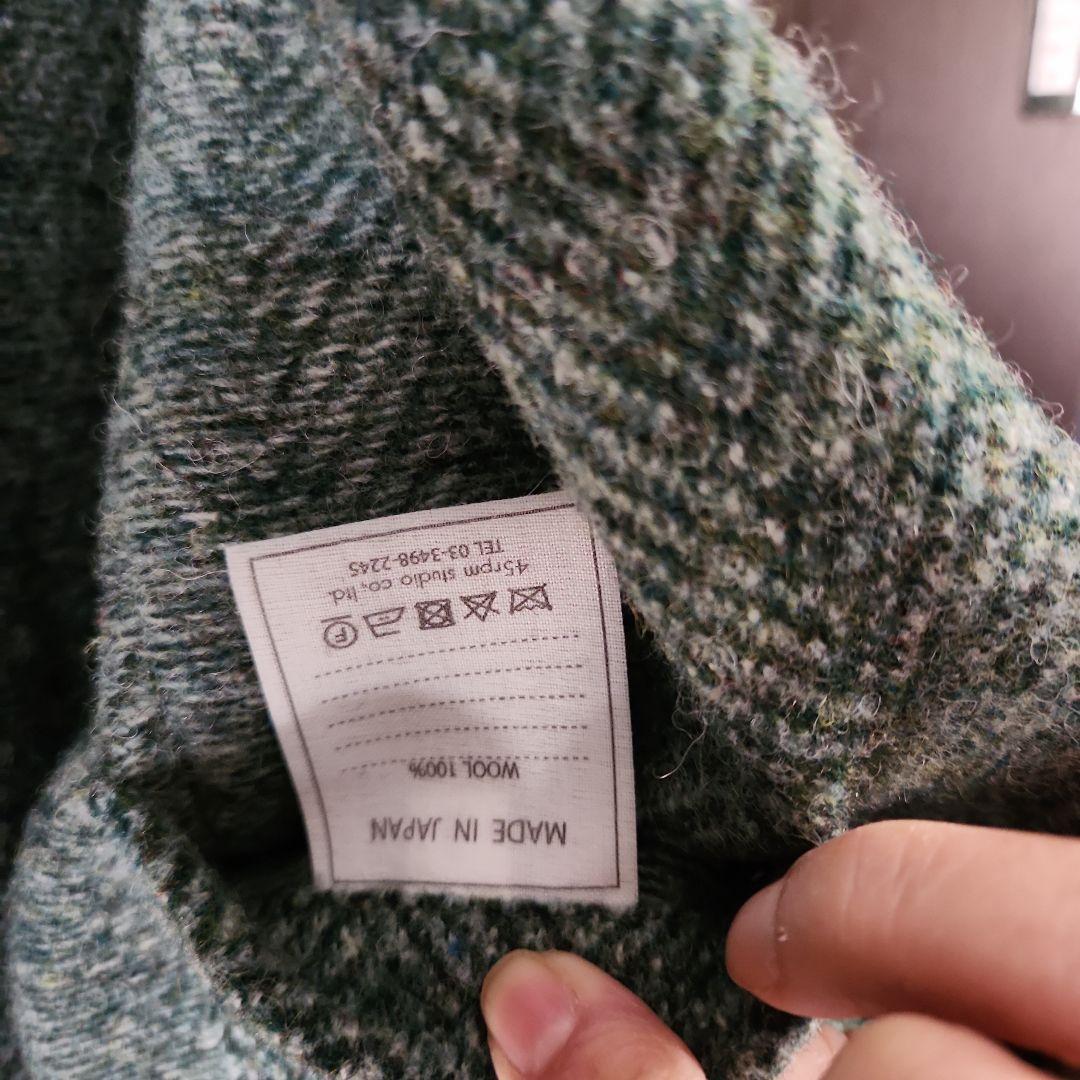 MADE IN JAPAN
WOOL 100%
F
45rpm studio co.,ltd.
TEL 03-3498-2245